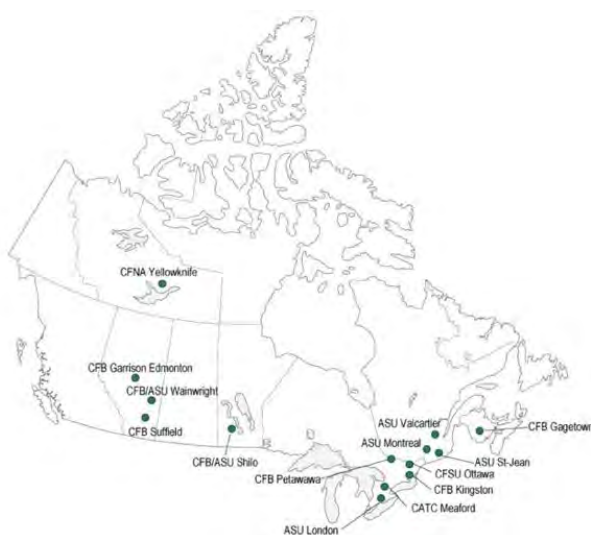 CFNA Yellowknife
CFB Garrison Edmonton
CFB/ASU Wainwright
CFB Suffield
CFB/ASU Shilo
ASU Valcartier
CFB Gagetown
ASU Montreal
ASU St-Jean
CFB Petawawa
CFSU Ottawa
CFB Kingston
CATC Meaford
ASU London